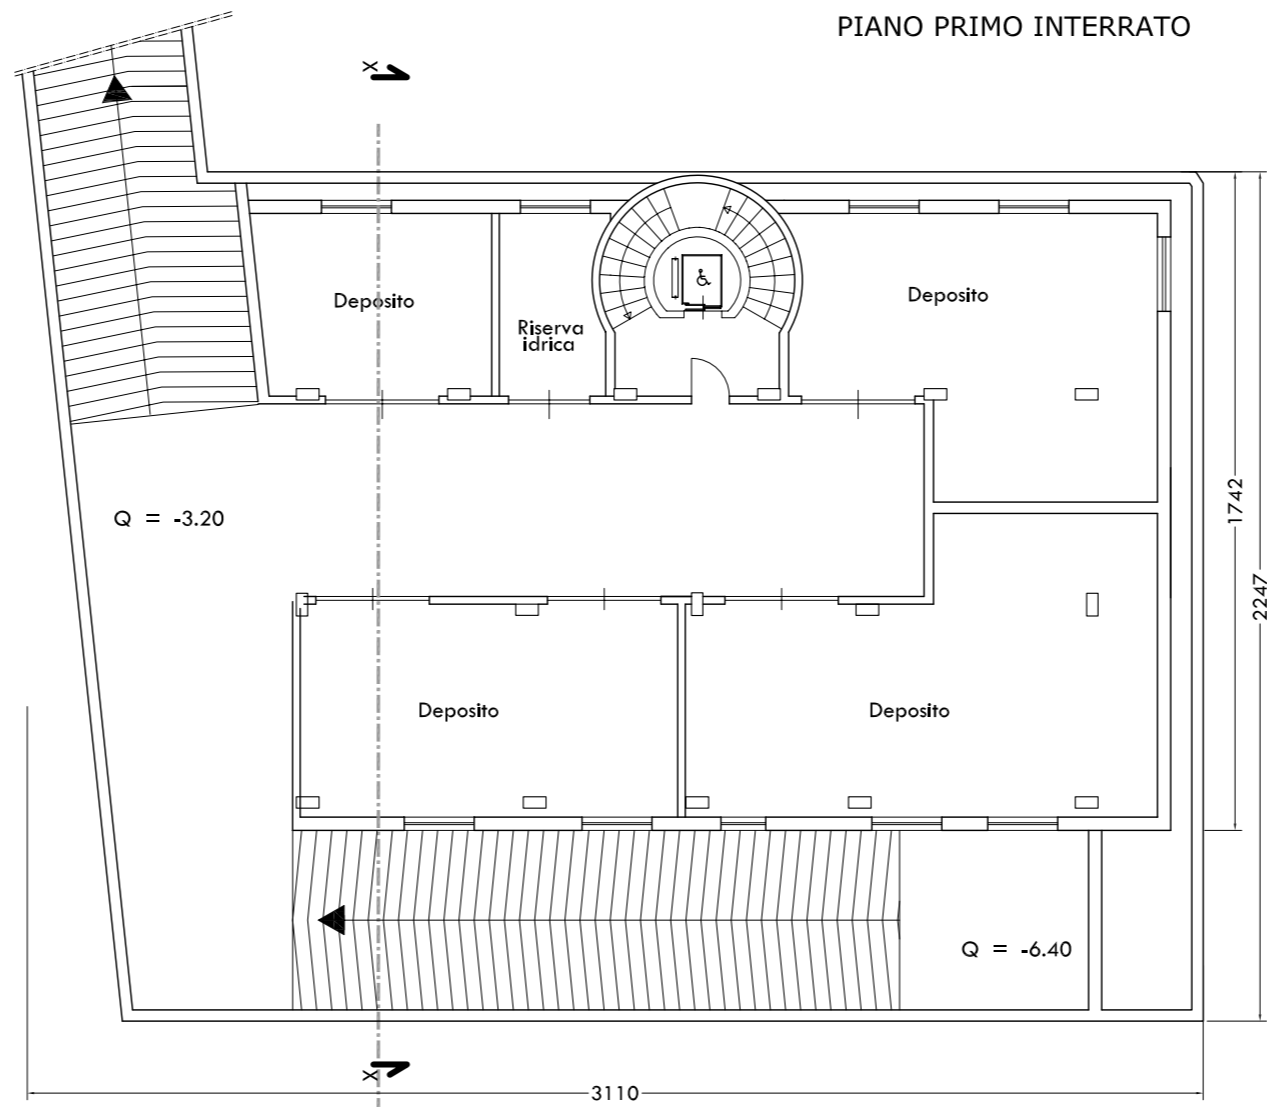 PIANO PRIMO INTERRATO
x
Deposito
Deposito
Riserva
idrica
1742
Q = -3.20
2247
Deposito
Deposito
Q = -6.40
x
3110